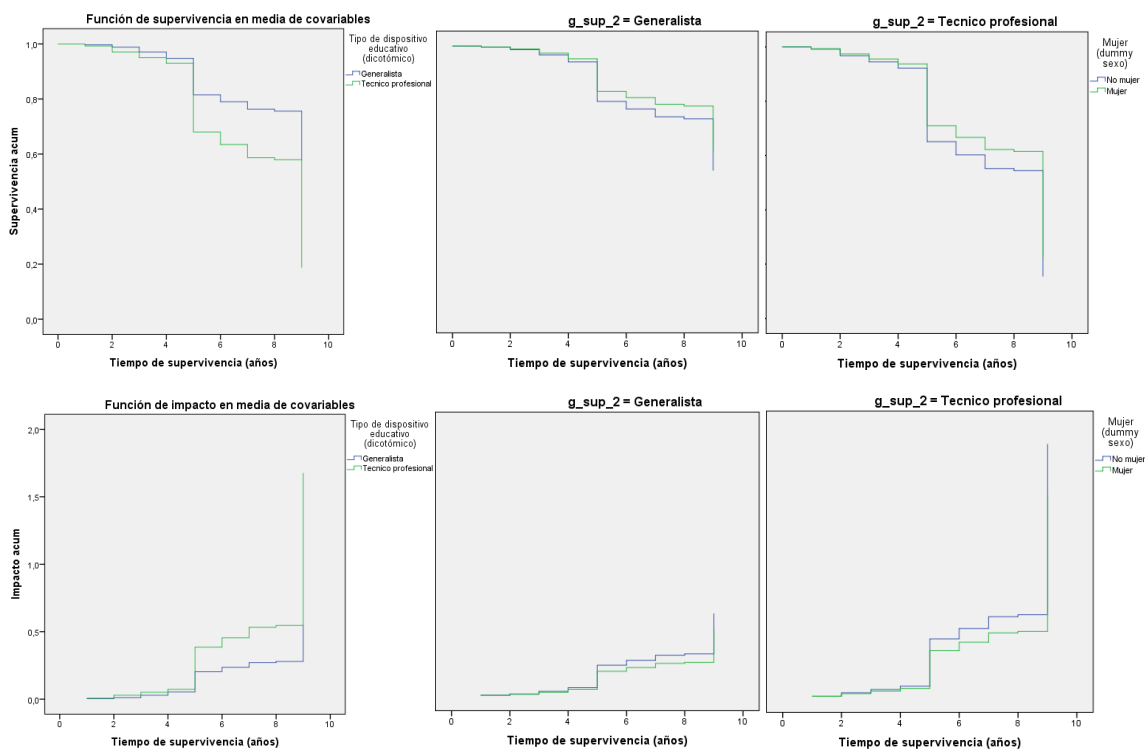 Función de supervivencia en media de covariables
Tipo de dispositivo
educativo
(dicotómico)
Generalista
Tecnico profesional
1,0
0,8
0,6
0,4
0,2
0,0
Supervivencia acum
0 2 4 6 8 10
Tiempo de supervivencia (años)
g_sup_2 = Generalista
0 2 4 6 8 10
Tiempo de supervivencia (años)
g_sup_2 = Tecnico profesional
Mujer
(dummy
sexo)
No mujer
Mujer
0 2 4 6 8 10
Tiempo de supervivencia (años)
Función de impacto en media de covariables
Tipo de dispositivo
educativo
(dicotómico)
Generalista
Tecnico profesional
2,0
1,5
1,0
0,5
0,0
Impacto acum
0 2 4 6 8 10
Tiempo de supervivencia (años)
g_sup_2 = Generalista
0 2 4 6 8 10
Tiempo de supervivencia (años)
g_sup_2 = Tecnico profesional
Mujer
(dummy
sexo)
No mujer
Mujer
0 2 4 6 8 10
Tiempo de supervivencia (años)